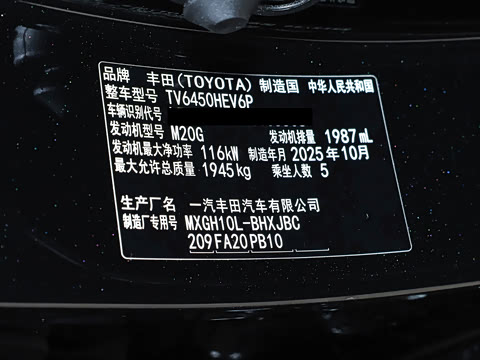 品牌 丰田(TOYOTA) 制造国 中华人民共和国
整车型号 TV6450HEV6P
车辆识别代号
发动机型号 M20G 发动机排量 1987 mL
发动机最大净功率 116kW 制造年月 2025年10月
最大允许总质量 1945kg 乘坐人数 5
生产厂名 一汽丰田汽车有限公司
制造厂专用号 MXGH10L-BHXJBC
209FA20PB10